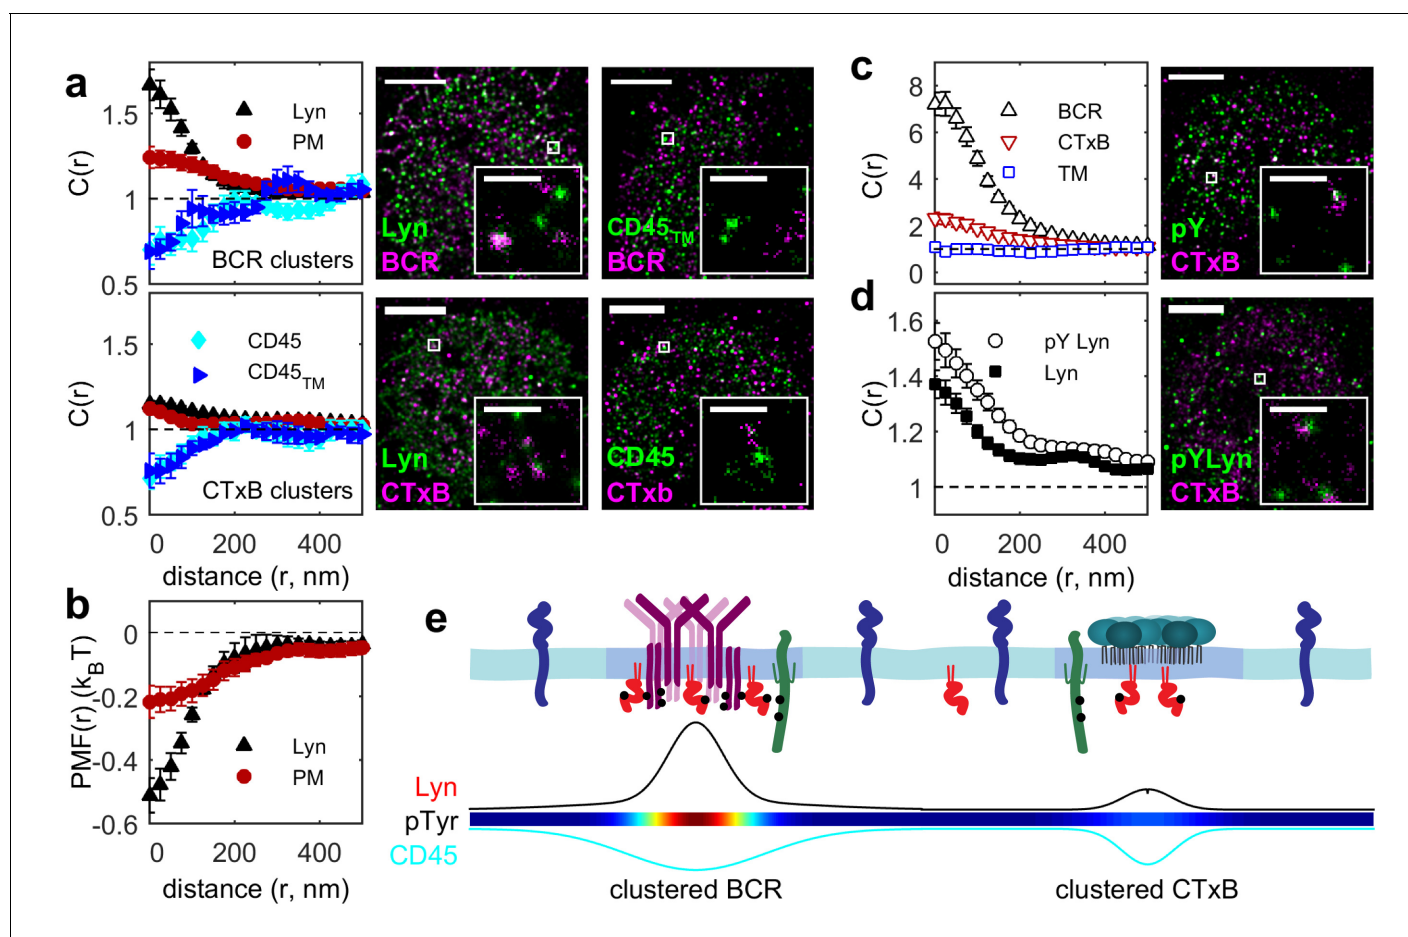 a
C(r)
1.5
1
0.5
Lyn
PM
BCR clusters
Lyn
BCR
CD45TM
BCR
C(r)
1.5
1
0.5
CD45
CD45TM
CTxB clusters
0 200 400
distance (r, nm)
Lyn
CTxB
CD45
CTxb
b
PMF(r),(kBT)
0
-0.2
-0.4
-0.6
Lyn
PM
0 200 400
distance (r, nm)
c
C(r)
8
6
4
2
0
BCR
CTxB
TM
pY
CTxB
d
C(r)
1.6
1.4
1.2
1
pY Lyn
Lyn
0 200 400
distance (r, nm)
pYLyn
CTxB
e
Lyn
pTyr
CD45
clustered BCR
clustered CTxB